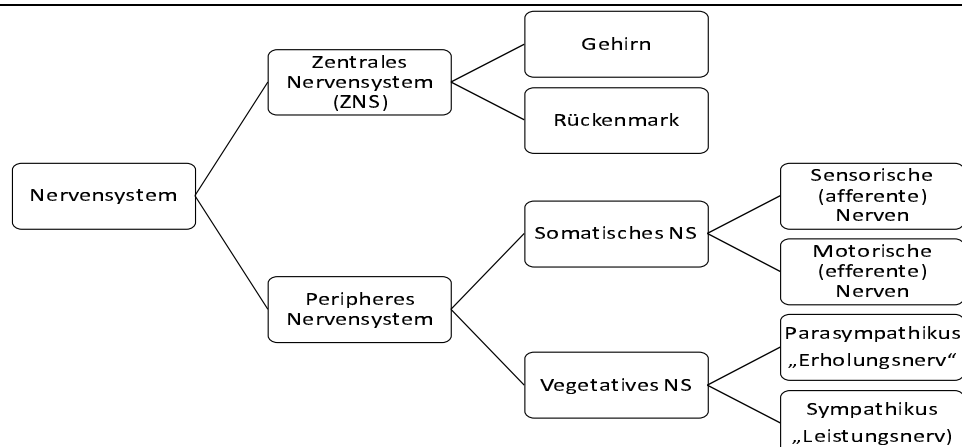 Nervensystem
Zentrales
Nervensystem
(ZNS)
Gehirn
Rückenmark
Peripheres
Nervensystem
Somatisches NS
Sensorische
(afferente)
Nerven
Motorische
(efferente)
Nerven
Vegetatives NS
Parasympathikus
„Erholungsnerv“
Sympathikus
„Leistungsnerv)